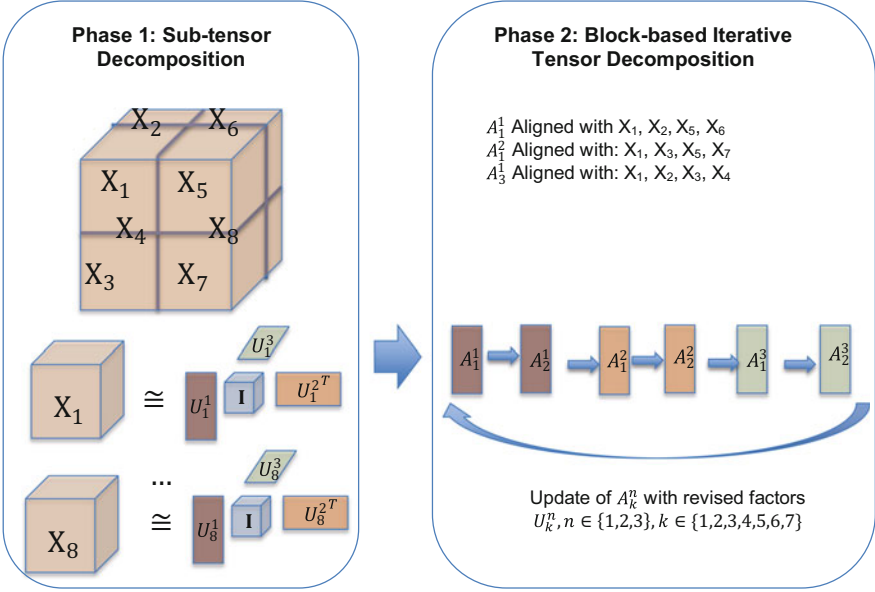 Phase 1: Sub-tensor
Decomposition
X₂ X₆
X₁ X₅
X₄ X₈
X₃ X₇
U₁³
X₁ ≅ U₁¹ I U₁²ᵀ
...
U₈³
X₈ ≅ U₈¹ I U₈²ᵀ
Phase 2: Block-based Iterative
Tensor Decomposition
A₁¹ Aligned with X₁, X₂, X₅, X₆
A₁² Aligned with: X₁, X₃, X₅, X₇
A₃¹ Aligned with: X₁, X₂, X₃, X₄
A₁¹ A₂¹ A₁² A₂² A₁³ A₂³
Update of Aₖⁿ with revised factors
Uₖⁿ, n ∈ {1,2,3}, k ∈ {1,2,3,4,5,6,7}